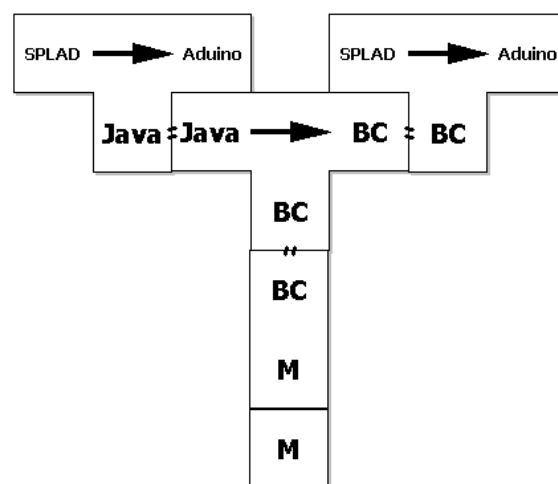 SPLAD Aduino SPLAD Aduino
Java = Java BC = BC
BC
=
BC
M
M